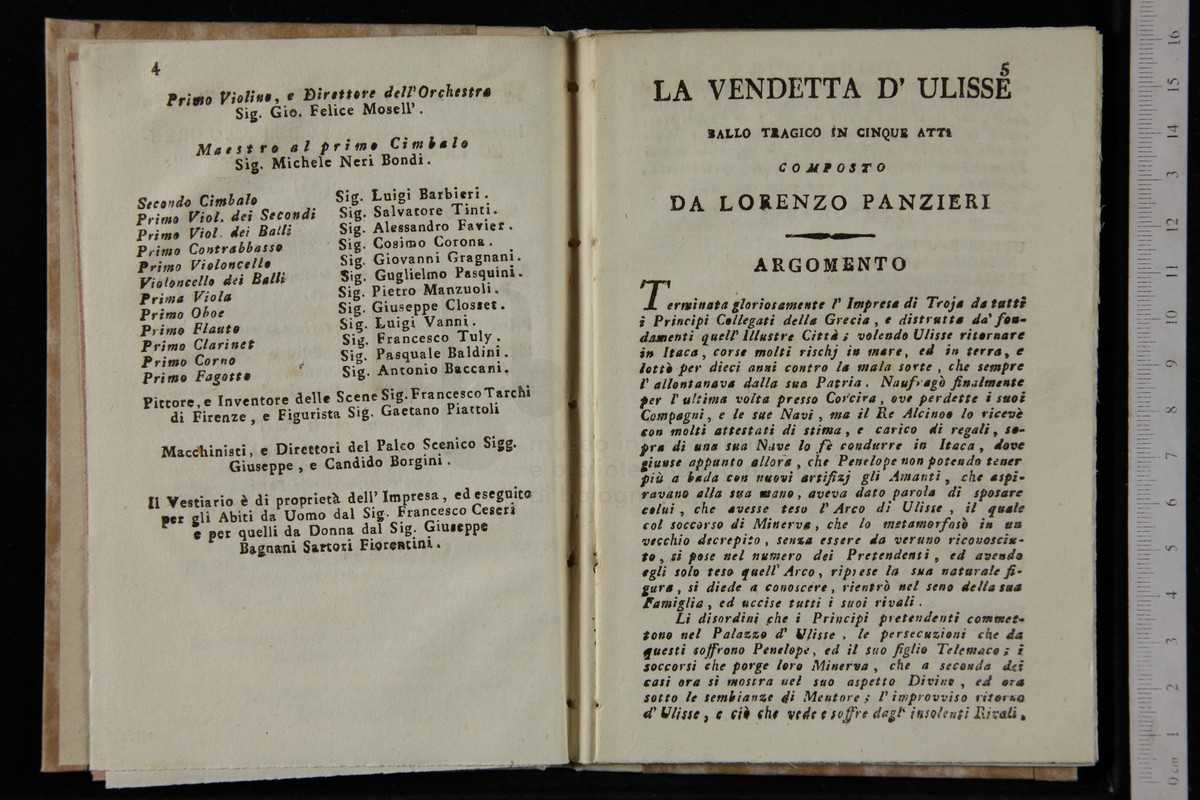 4
Primo Violino, e Direttore dell'Orchestra
Sig. Gio. Felice Mosell'.
Maestro al primo Cimbalo
Sig. Michele Neri Bondi.
Secondo Cimbalo Sig. Luigi Barbieri.
Primo Viol. dei Secondi Sig. Salvatore Tinti.
Primo Viol. dei Balli Sig. Alessandro Favier.
Primo Contrabbasso Sig. Cosimo Corona.
Primo Violoncello Sig. Giovanni Gragnani.
Violoncello dei Balli Sig. Guglielmo Pasquini.
Prima Viola Sig. Pietro Manzuoli.
Primo Oboe Sig. Giuseppe Closset.
Primo Flauto Sig. Luigi Vanni.
Primo Clarinet Sig. Francesco Tuly.
Primo Corno Sig. Pasquale Baldini.
Primo Fagotto Sig. Antonio Baccani.
Pittore, e Inventore delle Scene Sig. Francesco Tarchi
di Firenze, e Figurista Sig. Gaetano Piattoli
Macchinisti, e Direttori del Palco Scenico Sigg.
Giuseppe, e Candido Borgini.
Il Vestiario è di proprietà dell' Impresa, ed eseguito
per gli Abiti da Uomo dal Sig. Francesco Ceseri
e per quelli da Donna dal Sig. Giuseppe
Bagnani Sartori Fiorentini.
5
LA VENDETTA D' ULISSE
BALLO TRAGICO IN CINQUE ATTI
COMPOSTO
DA LORENZO PANZIERI
ARGOMENTO
Terminata gloriosamente l' Impresa di Troja da tutti
i Principi Collegati della Grecia, e distrutta da' fon-
damenti quell' Illustre Città; volendo Ulisse ritornare
in Itaca, corse molti rischj in mare, ed in terra, e
lottò per dieci anni contro la mala sorte, che sempre
l' allontanava dalla sua Patria. Naufragò finalmente
per l' ultima volta presso Corcira, ove perdette i suoi
Compagni, e le sue Navi, ma il Re Alcinoo lo ricevè
con molti attestati di stima, e carico di regali, so-
pra di una sua Nave lo fè condurre in Itaca, dove
giunse appunto allora, che Penelope non potendo tener
più a bada con nuovi artifizj gli Amanti, che aspi-
ravano alla sua mano, aveva dato parola di sposare
colui, che avesse teso l' Arco di Ulisse, il quale
col soccorso di Minerva, che lo metamorfosò in un
vecchio decrepito, senza essere da veruno riconosciu-
to, si pose nel numero dei Pretendenti, ed avendo
egli solo teso quell' Arco, riprese la sua naturale fi-
gura, si diede a conoscere, rientrò nel seno della sua
Famiglia, ed uccise tutti i suoi rivali.
Li disordini che i Principi pretendenti commet-
tono nel Palazzo d' Ulisse, le persecuzioni che da
questi soffrono Penelope, ed il suo figlio Telemaco; i
soccorsi che porge loro Minerva, che a seconda dei
casi ora si mostra nel suo aspetto Divino, ed ora
sotto le sembianze di Mentore; l' improvviso ritorno
d' Ulisse, e ciò che vede e soffre dagl' insolenti Rivali,
0 cm 1 2 3 4 5 6 7 8 9 10 11 12 13 14 15 16